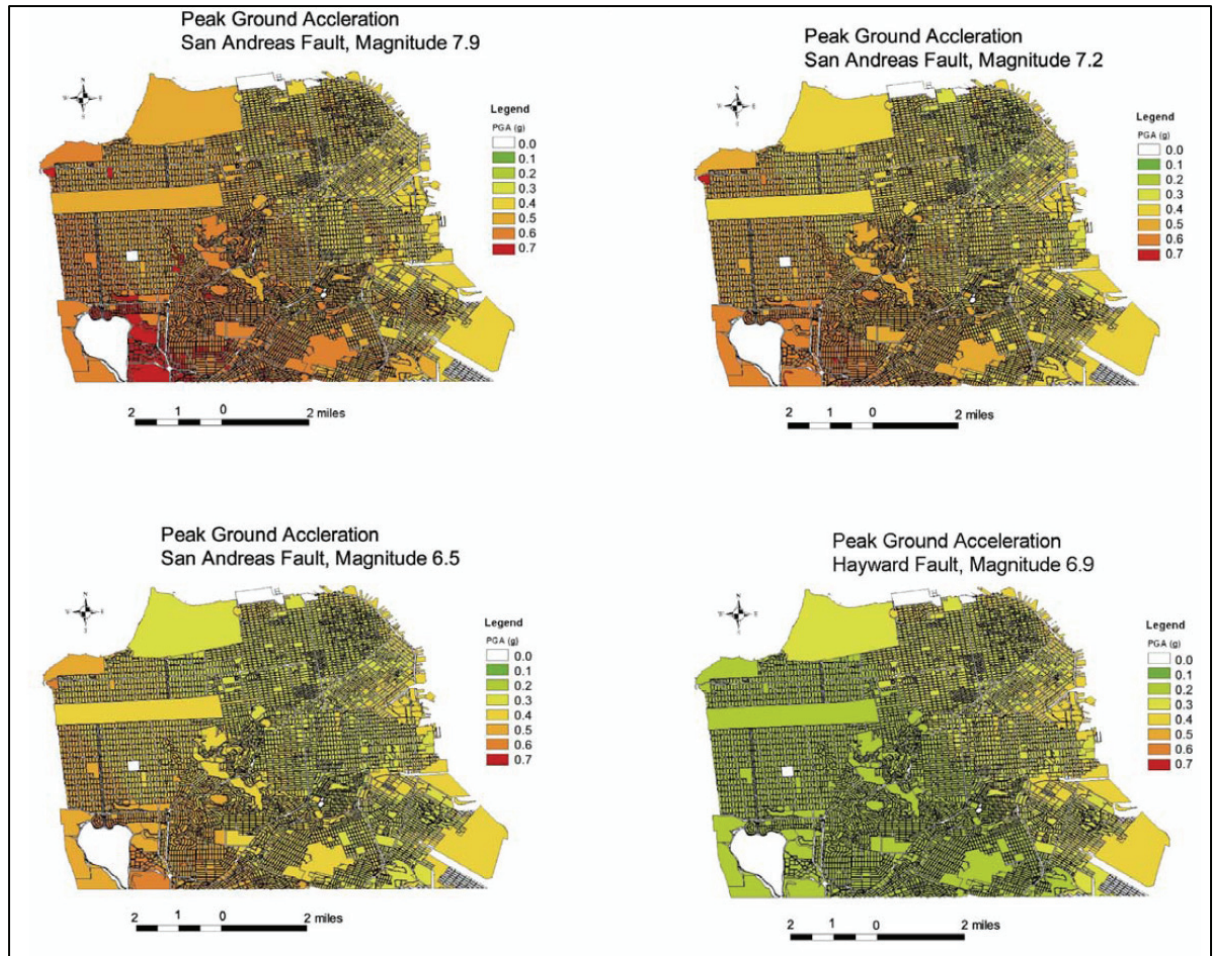 Peak Ground Accleration
San Andreas Fault, Magnitude 7.9
N
W
E
S
Legend
PGA (g)
0.0
0.1
0.2
0.3
0.4
0.5
0.6
0.7
2 1 0 2 miles
Peak Ground Accleration
San Andreas Fault, Magnitude 7.2
N
W
E
S
Legend
PGA (g)
0.0
0.1
0.2
0.3
0.4
0.5
0.6
0.7
2 1 0 2 miles
Peak Ground Accleration
San Andreas Fault, Magnitude 6.5
N
W
E
S
Legend
PGA (g)
0.0
0.1
0.2
0.3
0.4
0.5
0.6
0.7
2 1 0 2 miles
Peak Ground Acceleration
Hayward Fault, Magnitude 6.9
N
W
E
S
Legend
PGA (g)
0.0
0.1
0.2
0.3
0.4
0.5
0.6
0.7
2 1 0 2 miles